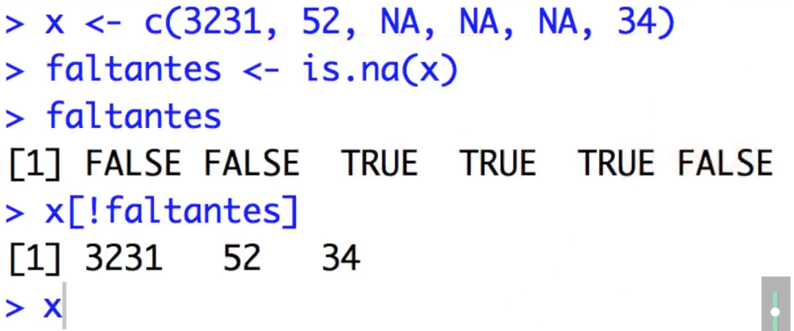 > x <- c(3231, 52, NA, NA, NA, 34)
> faltantes <- is.na(x)
> faltantes
[1] FALSE FALSE TRUE TRUE TRUE FALSE
> x[!faltantes]
[1] 3231 52 34
> x